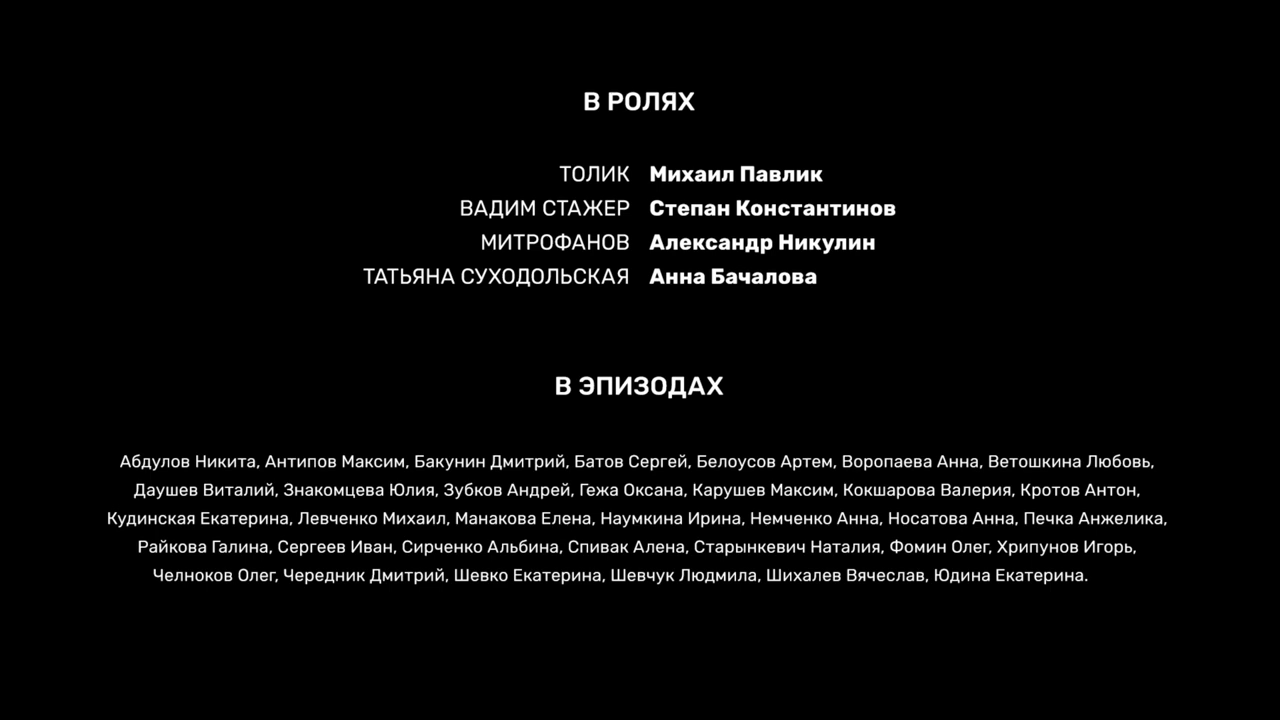 В РОЛЯХ
ТОЛИК Михаил Павлик
ВАДИМ СТАЖЕР Степан Константинов
МИТРОФАНОВ Александр Никулин
ТАТЬЯНА СУХОДОЛЬСКАЯ Анна Бачалова
В ЭПИЗОДАХ
Абдулов Никита, Антипов Максим, Бакунин Дмитрий, Батов Сергей, Белоусов Артем, Воропаева Анна, Ветошкина Любовь,
Даушев Виталий, Знакомцева Юлия, Зубков Андрей, Гежа Оксана, Карушев Максим, Кокшарова Валерия, Кротов Антон,
Кудинская Екатерина, Левченко Михаил, Манакова Елена, Наумкина Ирина, Немченко Анна, Носатова Анна, Печка Анжелика,
Райкова Галина, Сергеев Иван, Сирченко Альбина, Спивак Алена, Старынкевич Наталия, Фомин Олег, Хрипунов Игорь,
Челноков Олег, Чередник Дмитрий, Шевко Екатерина, Шевчук Людмила, Шихалев Вячеслав, Юдина Екатерина.